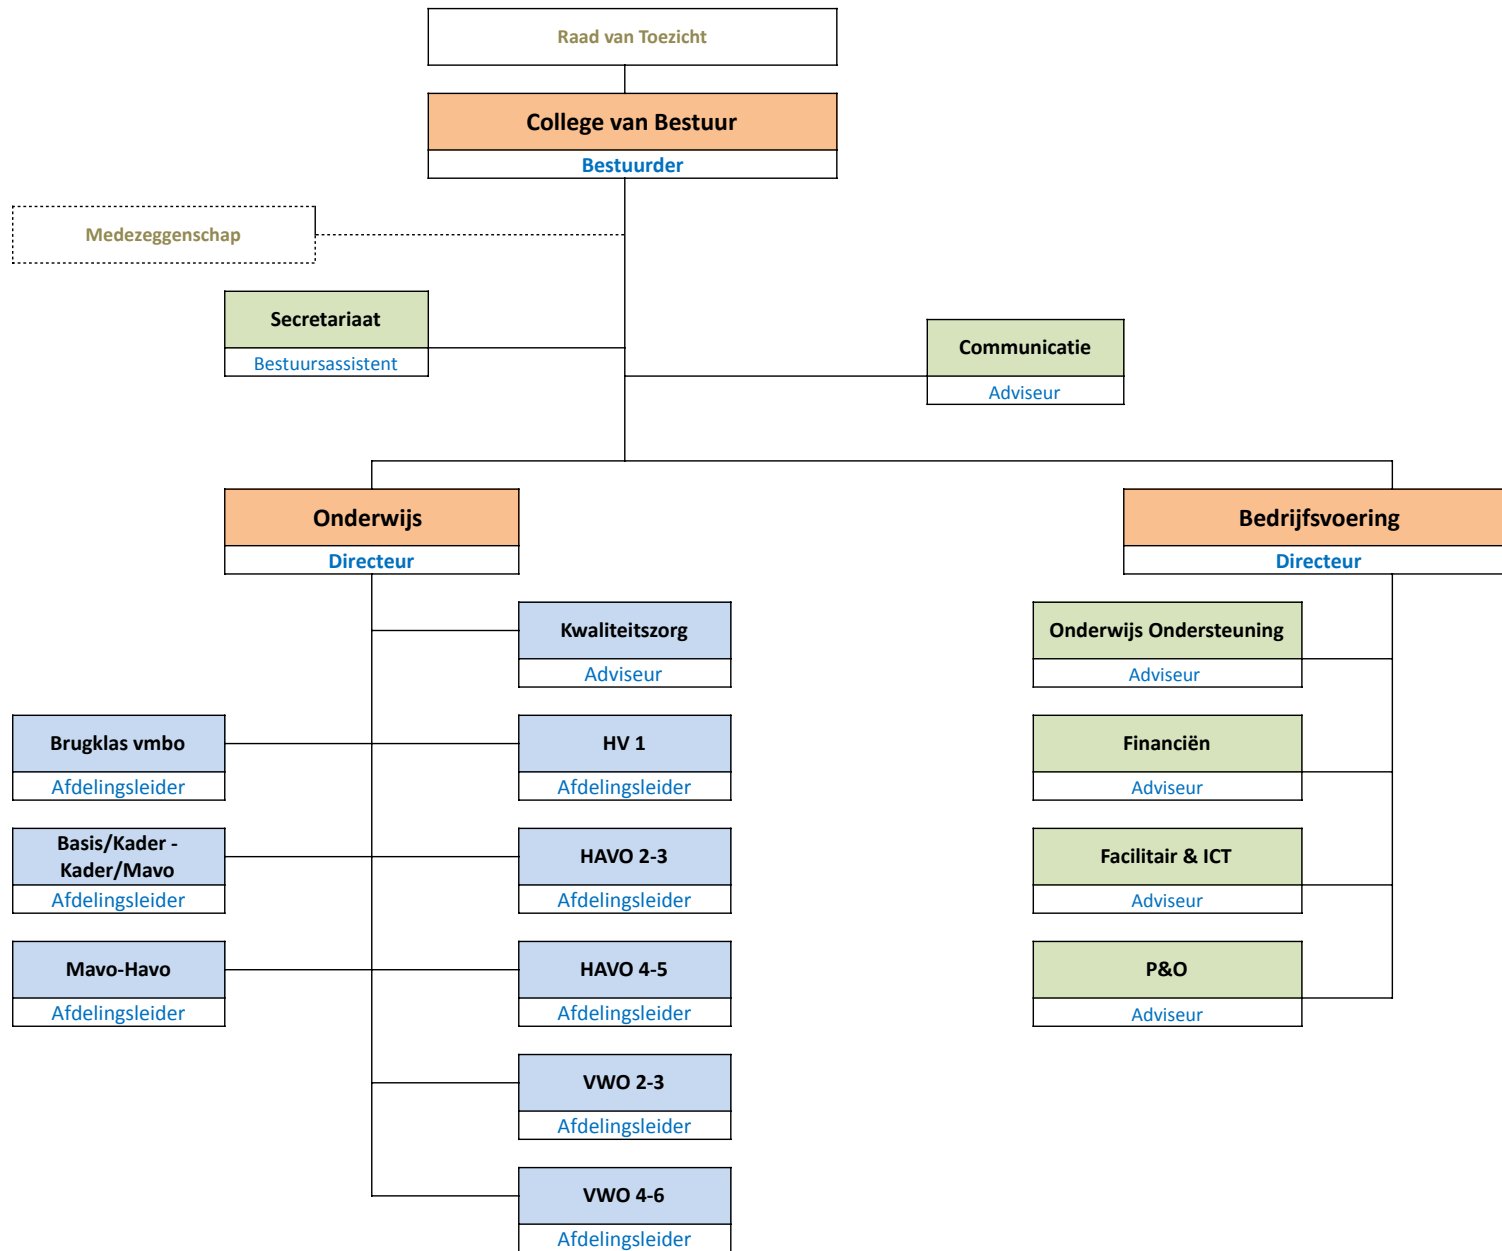 Raad van Toezicht
College van Bestuur
Bestuurder
Medezeggenschap
Secretariaat
Bestuursassistent
Communicatie
Adviseur
Onderwijs
Directeur
Bedrijfsvoering
Directeur
Kwaliteitszorg
Adviseur
Onderwijs Ondersteuning
Adviseur
Brugklas vmbo
Afdelingsleider
HV 1
Afdelingsleider
Financiën
Adviseur
Basis/Kader -
Kader/Mavo
Afdelingsleider
HAVO 2-3
Afdelingsleider
Facilitair & ICT
Adviseur
Mavo-Havo
Afdelingsleider
HAVO 4-5
Afdelingsleider
P&O
Adviseur
VWO 2-3
Afdelingsleider
VWO 4-6
Afdelingsleider